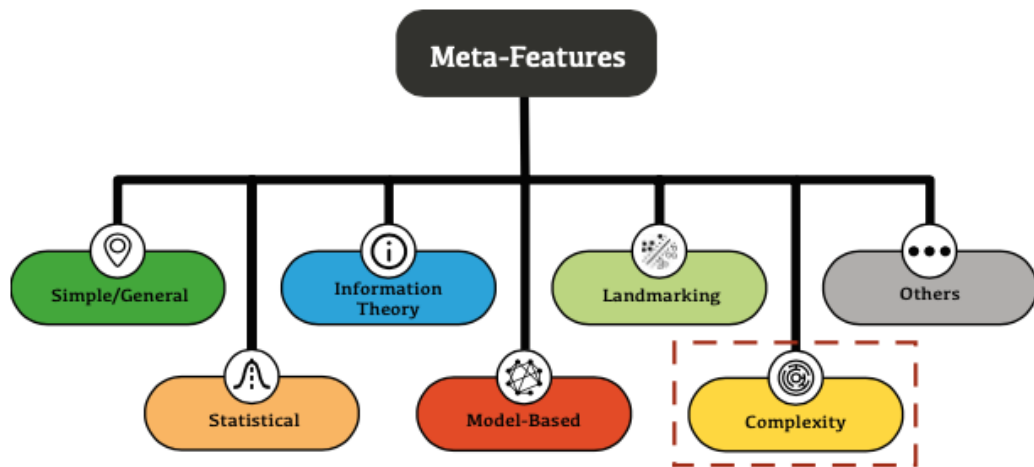 Meta-Features
Simple/General
Information
Theory
Landmarking
Others
Statistical
Model-Based
Complexity